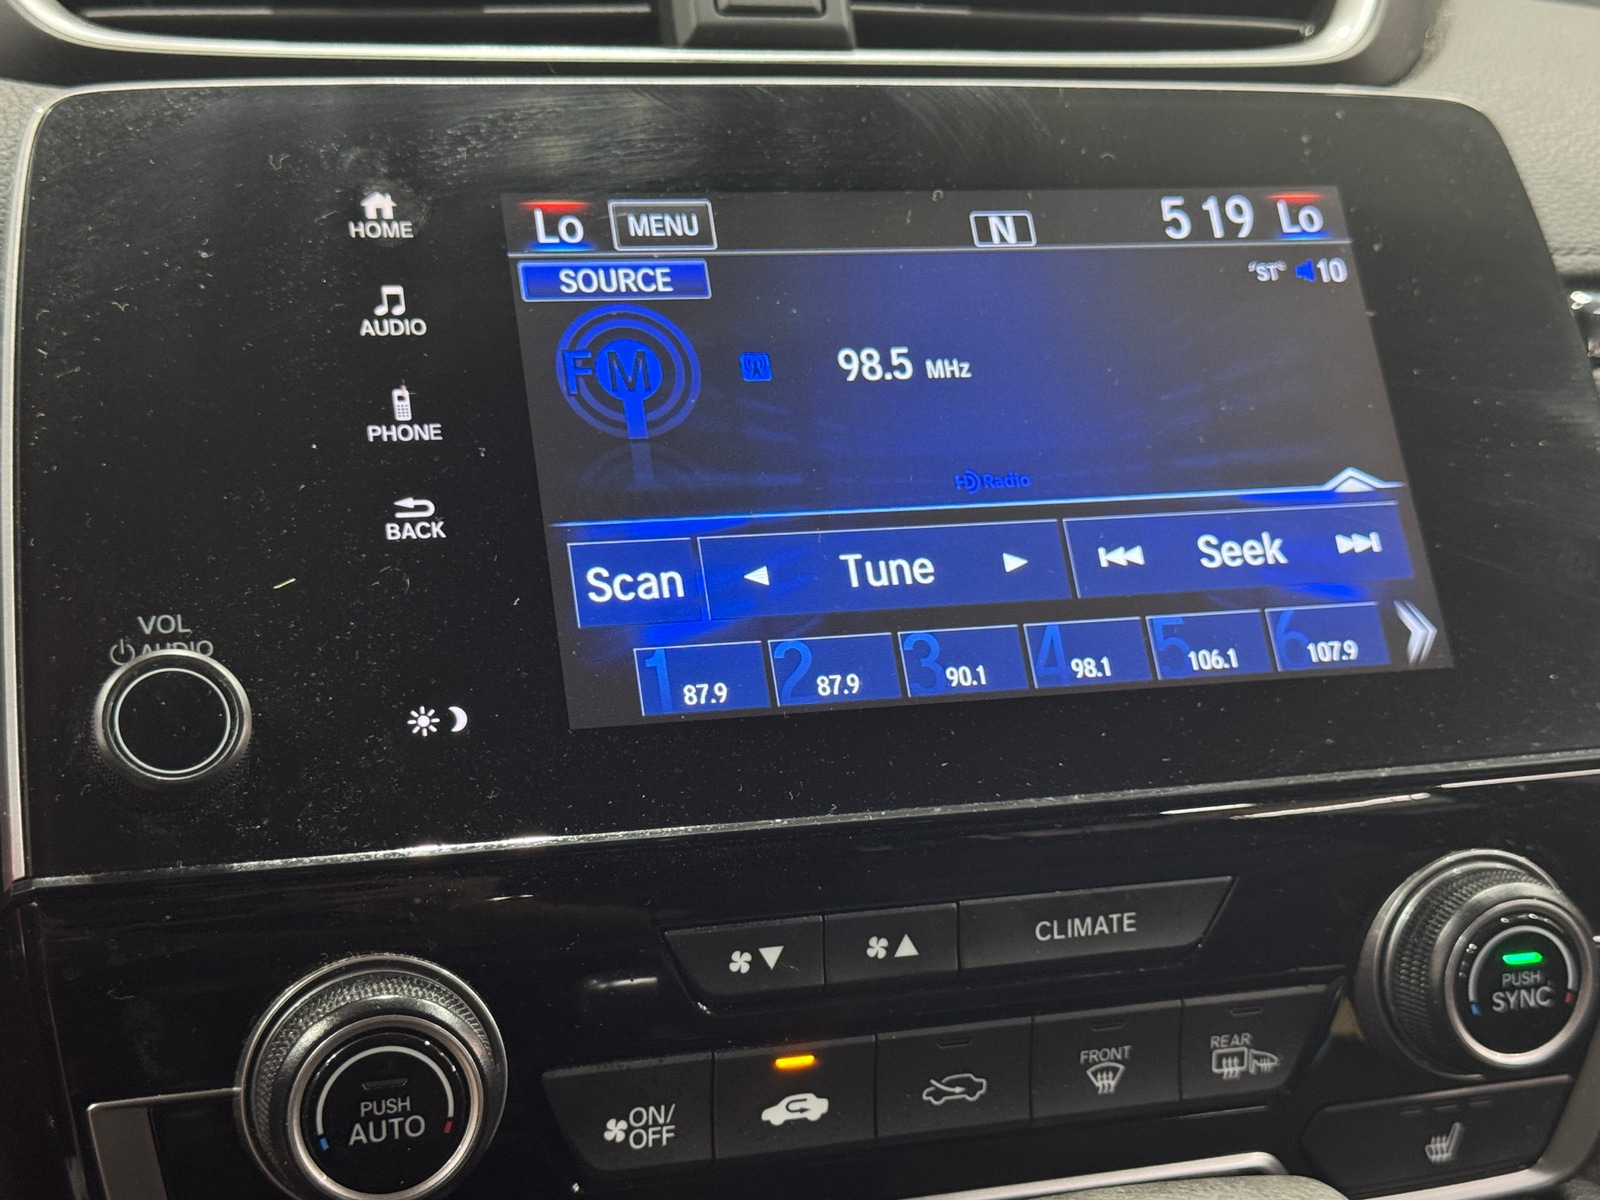 HOME
AUDIO
PHONE
BACK
VOL
AUDIO
Lo MENU N 5 19 Lo
SOURCE "ST" 10
FM 98.5 MHz
HD Radio
Scan Tune Seek
1 87.9 2 87.9 3 90.1 4 98.1 5 106.1 6 107.9
CLIMATE
PUSH
SYNC
PUSH
AUTO
ON/
OFF
FRONT
REAR